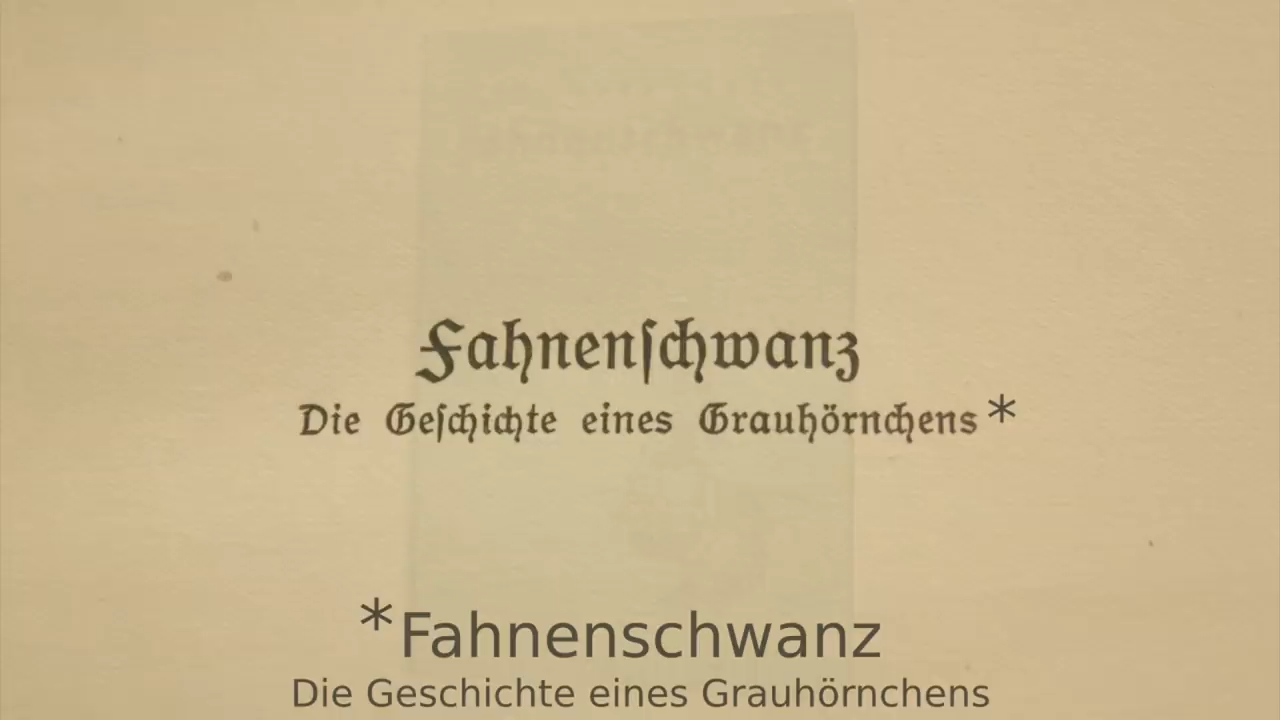 Fahnenſchwanz
Die Geſchichte eines Grauhörnchens*
*Fahnenschwanz
Die Geschichte eines Grauhörnchens